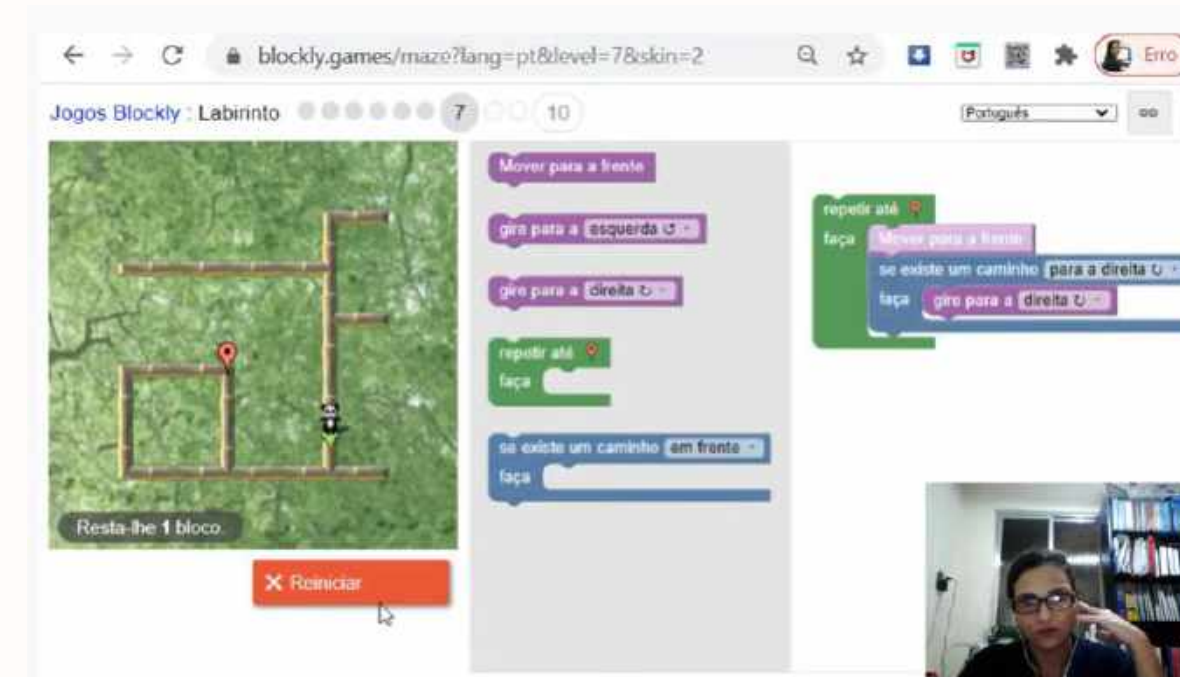 blockly.games/maze?lang=pt&level=7&skin=2
Erro
Jogos Blockly : Labirinto 7 10
Português
Mover para a frente
gire para a esquerda ↺
gire para a direita ↻
repetir até
faça
se existe um caminho em frente
faça
repetir até
faça Mover para a frente
se existe um caminho para a direita ↻
faça gire para a direita ↻
Resta-lhe 1 bloco.
Reiniciar